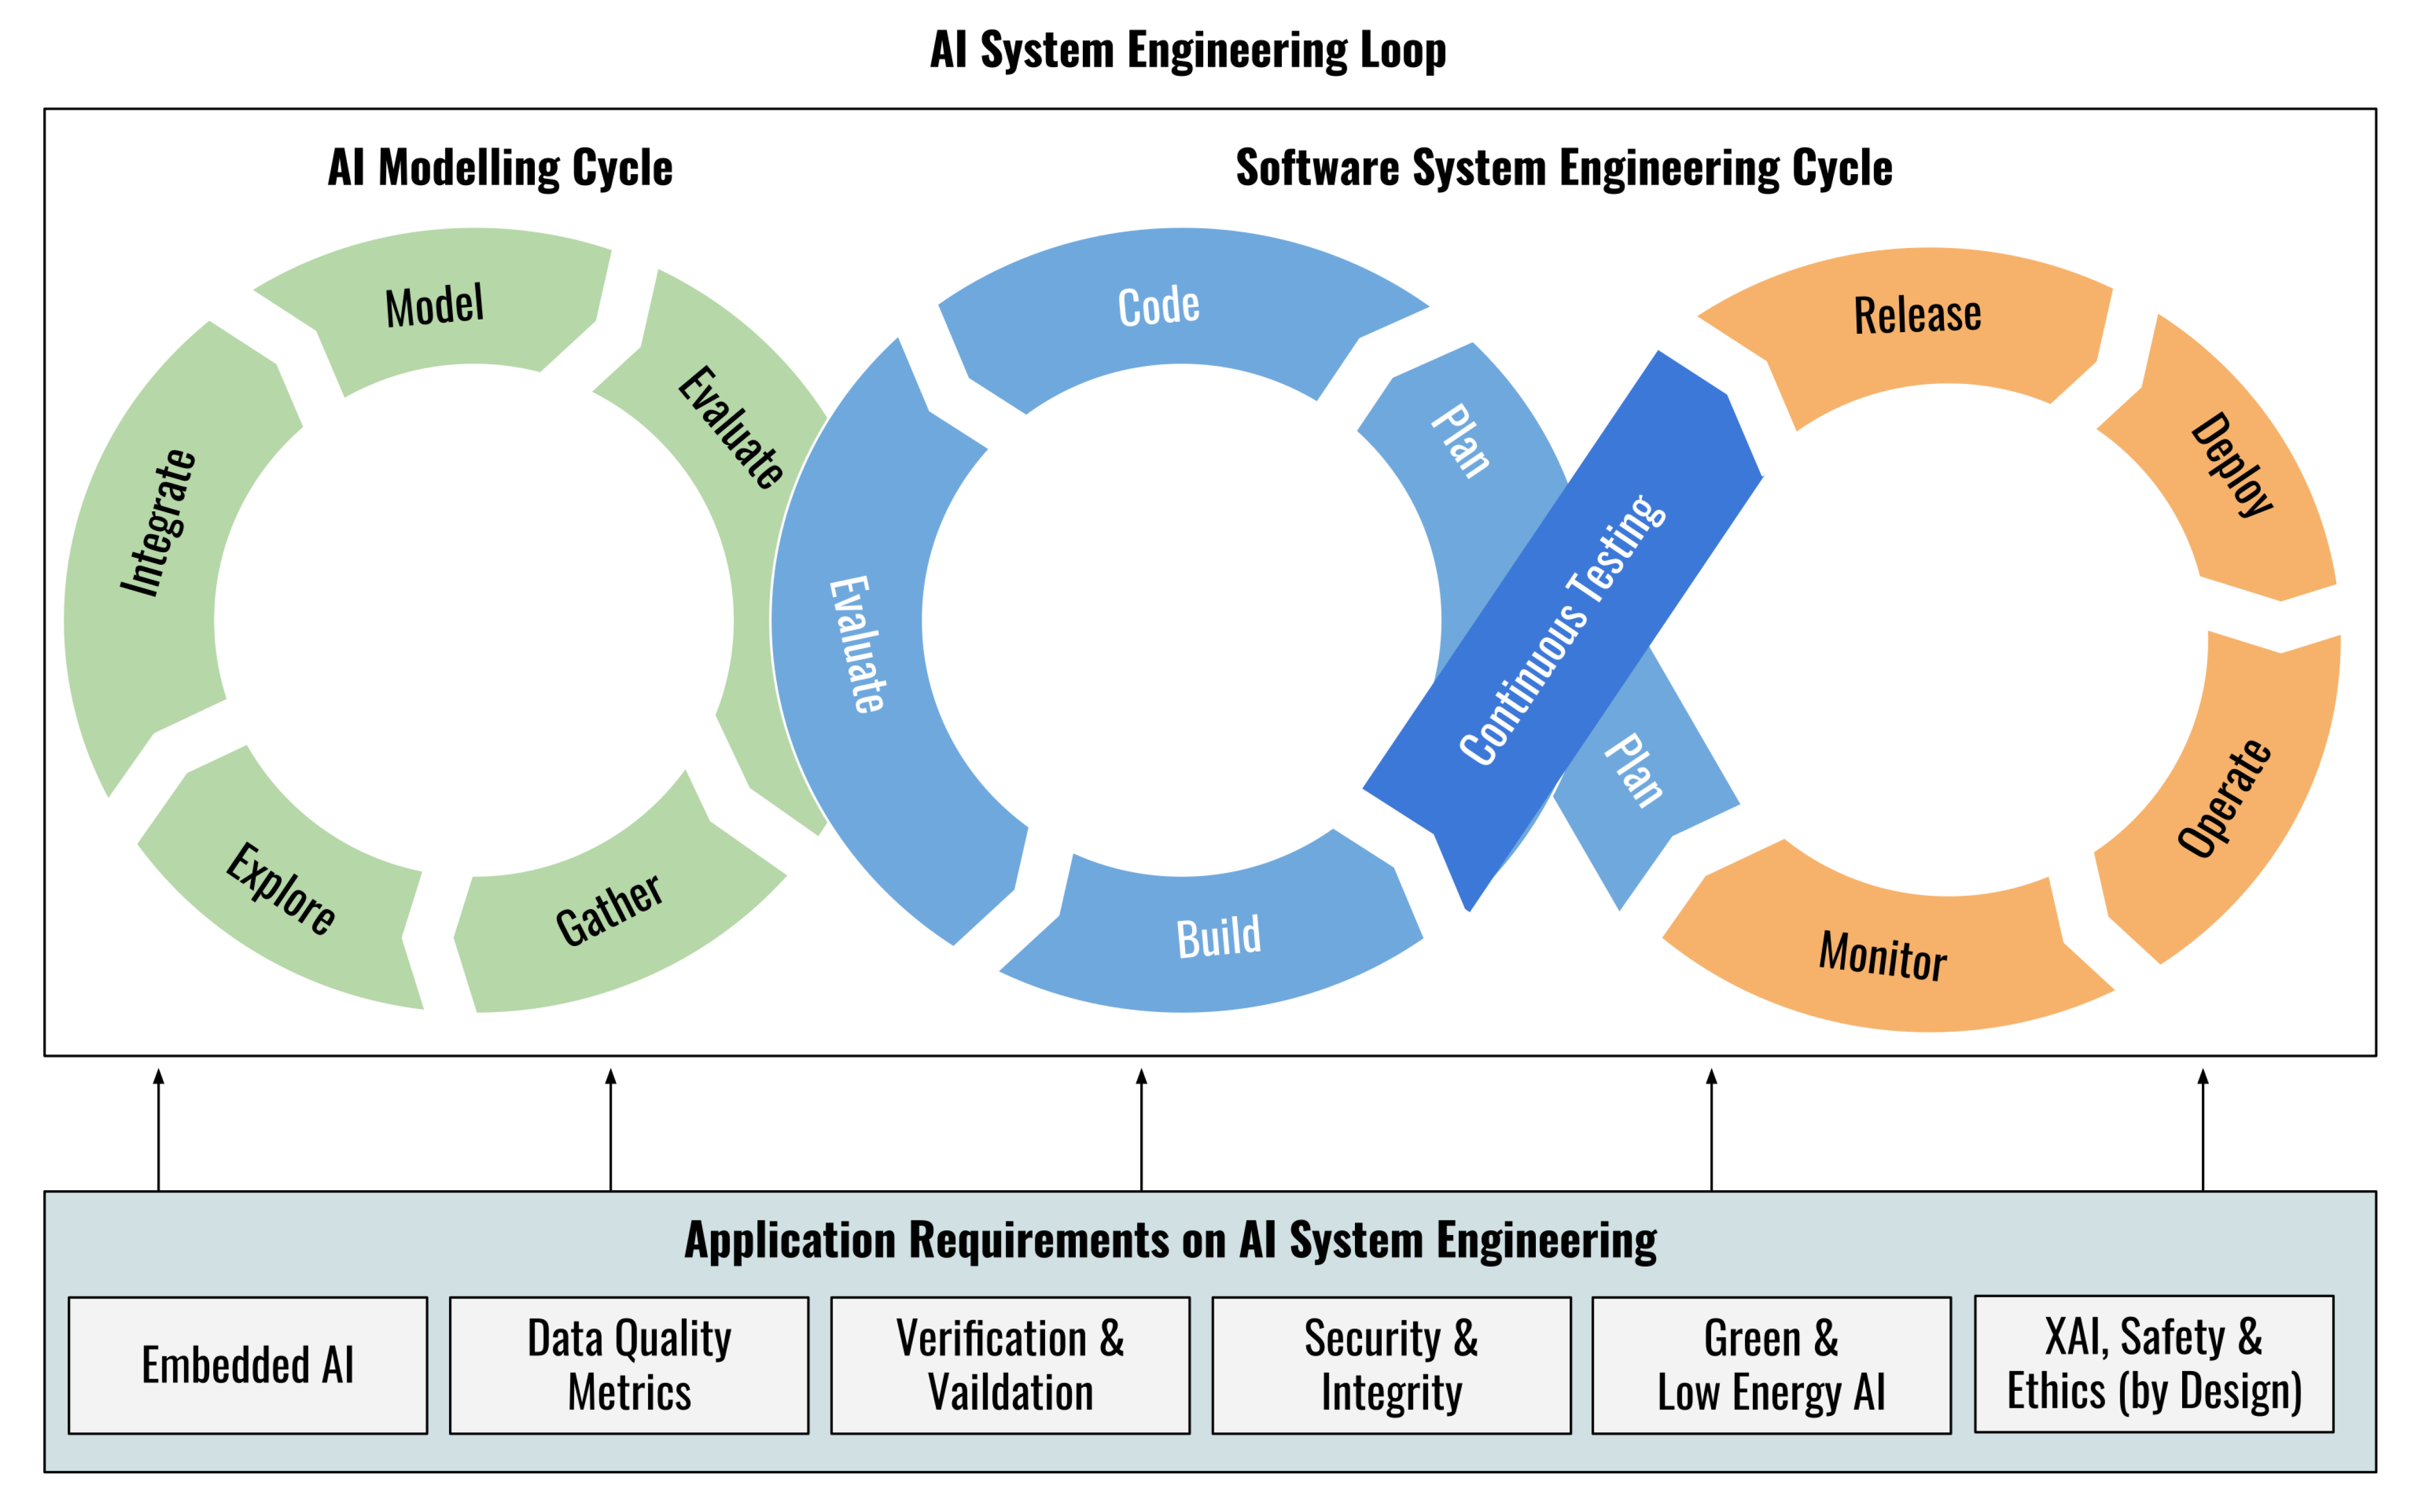 AI System Engineering Loop
AI Modelling Cycle
Software System Engineering Cycle
Model
Evaluate
Integrate
Explore
Gather
Code
Plan
Evaluate
Build
Continuous Testing
Plan
Release
Deploy
Operate
Monitor
Application Requirements on AI System Engineering
Embedded AI
Data Quality
Metrics
Verification &
Vaildation
Security &
Integrity
Green &
Low Energy AI
XAI, Safety &
Ethics (by Design)